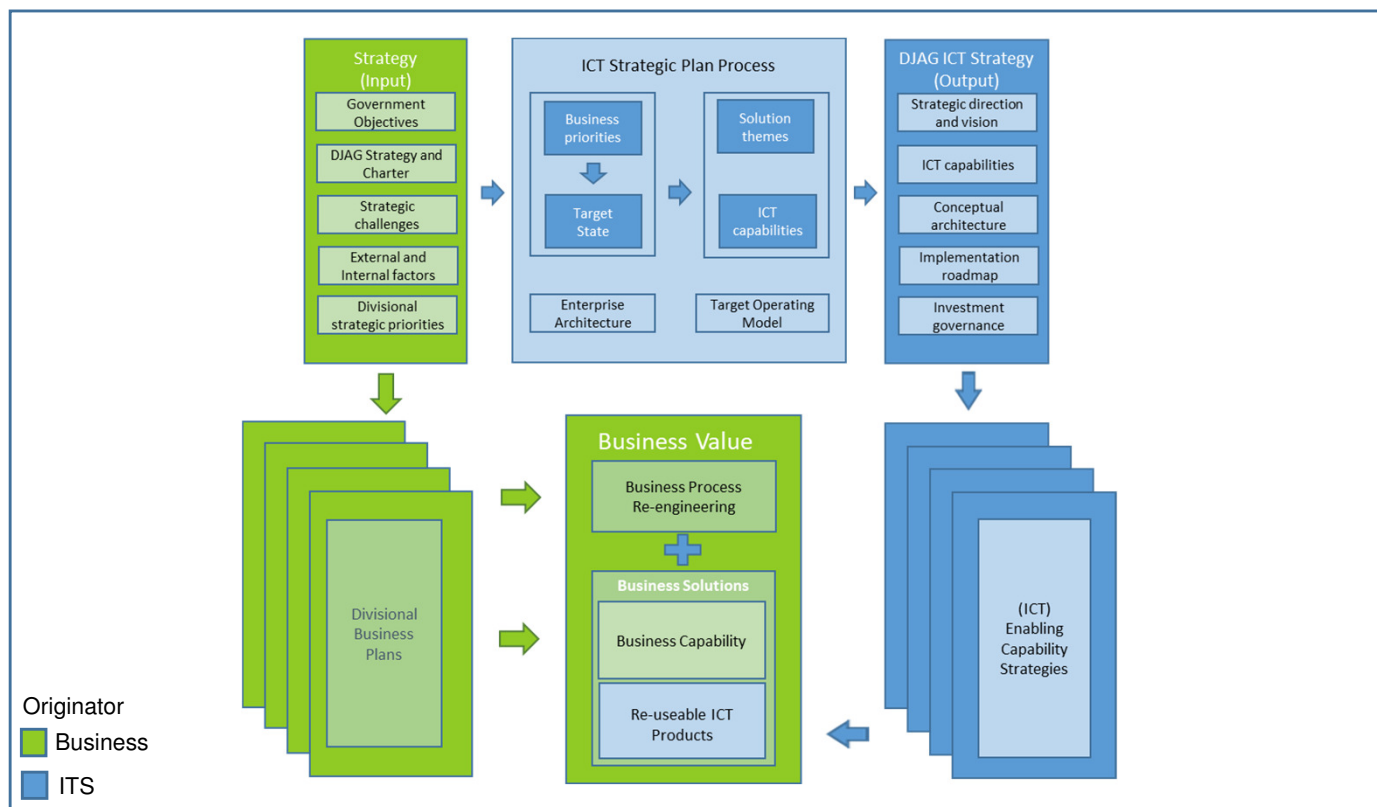 Strategy
(Input)
Government
Objectives
DJAG Strategy and
Charter
Strategic
challenges
External and
Internal factors
Divisional
strategic priorities
ICT Strategic Plan Process
Business
priorities
Target
State
Solution
themes
ICT
capabilities
Enterprise
Architecture
Target Operating
Model
DJAG ICT Strategy
(Output)
Strategic direction
and vision
ICT capabilities
Conceptual
architecture
Implementation
roadmap
Investment
governance
Divisional
Business
Plans
Business Value
Business Process
Re-engineering
Business Solutions
Business Capability
Re-useable ICT
Products
(ICT)
Enabling
Capability
Strategies
Originator
Business
ITS